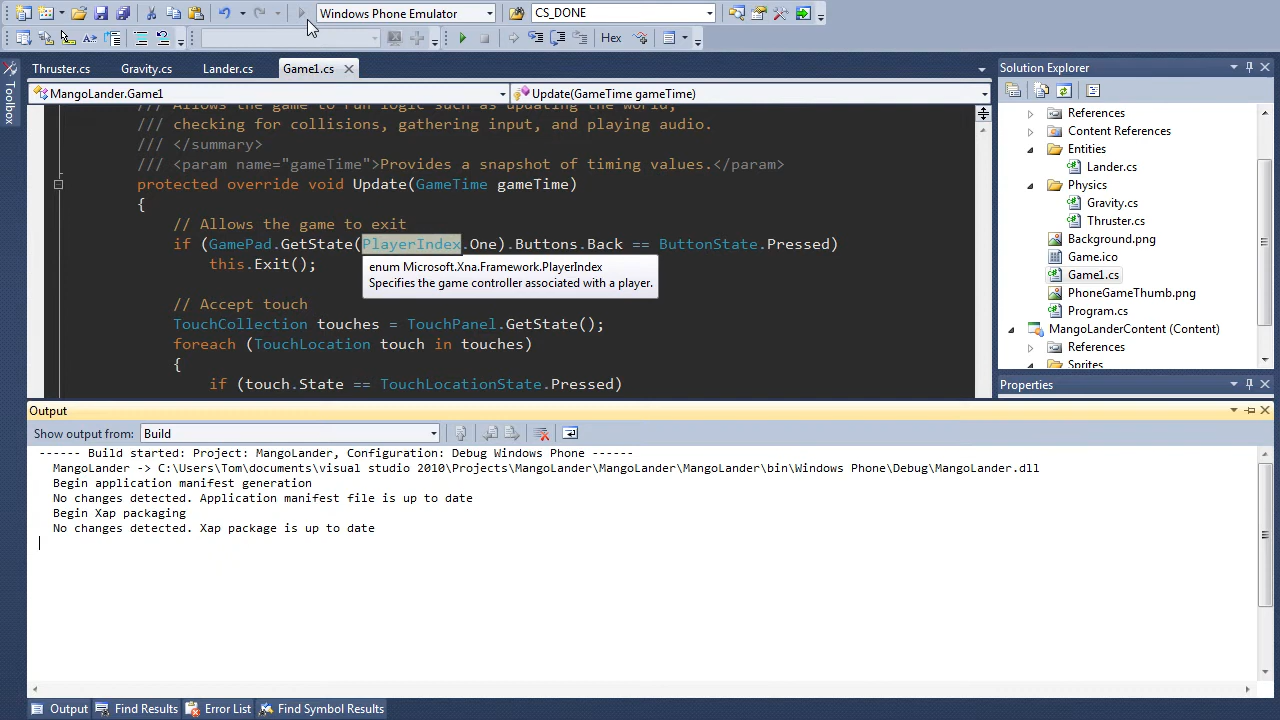 Windows Phone Emulator
CS_DONE
Hex
Toolbox
Thruster.cs
Gravity.cs
Lander.cs
Game1.cs
MangoLander.Game1
Update(GameTime gameTime)
/// Allows the game to run logic such as updating the world,
/// checking for collisions, gathering input, and playing audio.
/// </summary>
/// <param name="gameTime">Provides a snapshot of timing values.</param>
protected override void Update(GameTime gameTime)
{
// Allows the game to exit
if (GamePad.GetState(PlayerIndex.One).Buttons.Back == ButtonState.Pressed)
this.Exit();
enum Microsoft.Xna.Framework.PlayerIndex
Specifies the game controller associated with a player.
// Accept touch
TouchCollection touches = TouchPanel.GetState();
foreach (TouchLocation touch in touches)
{
if (touch.State == TouchLocationState.Pressed)
Solution Explorer
References
Content References
Entities
Lander.cs
Physics
Gravity.cs
Thruster.cs
Background.png
Game.ico
Game1.cs
PhoneGameThumb.png
Program.cs
MangoLanderContent (Content)
References
Sprites
Properties
Output
Show output from: Build
------ Build started: Project: MangoLander, Configuration: Debug Windows Phone ------
MangoLander -> C:\Users\Tom\documents\visual studio 2010\Projects\MangoLander\MangoLander\MangoLander\bin\Windows Phone\Debug\MangoLander.dll
Begin application manifest generation
No changes detected. Application manifest file is up to date
Begin Xap packaging
No changes detected. Xap package is up to date
Output
Find Results
Error List
Find Symbol Results